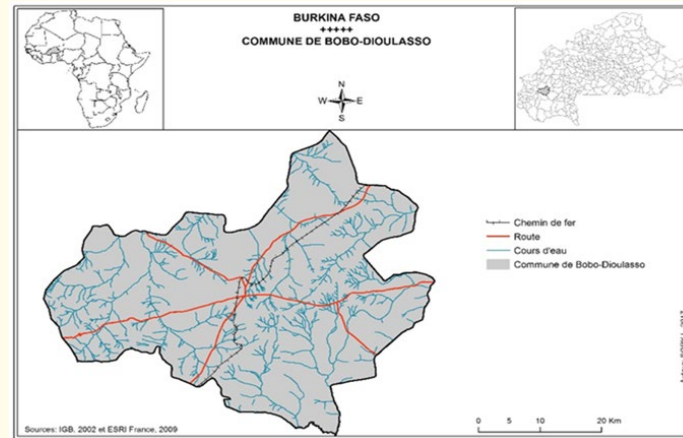 BURKINA FASO
+++++
COMMUNE DE BOBO-DIOULASSO
N
W E
S
Chemin de fer
Route
Cours d'eau
Commune de Bobo-Dioulasso
Sources: IGB, 2002 et ESRI France, 2009
0 5 10 20 Km